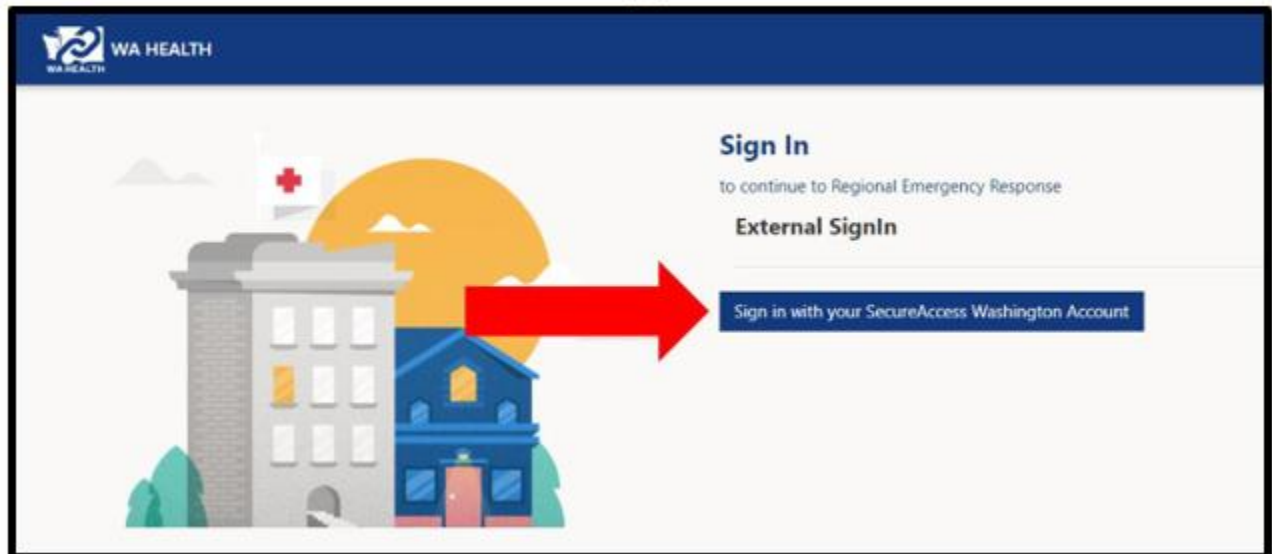 WA HEALTH
WA HEALTH
Sign In
to continue to Regional Emergency Response
External SignIn
Sign in with your SecureAccess Washington Account